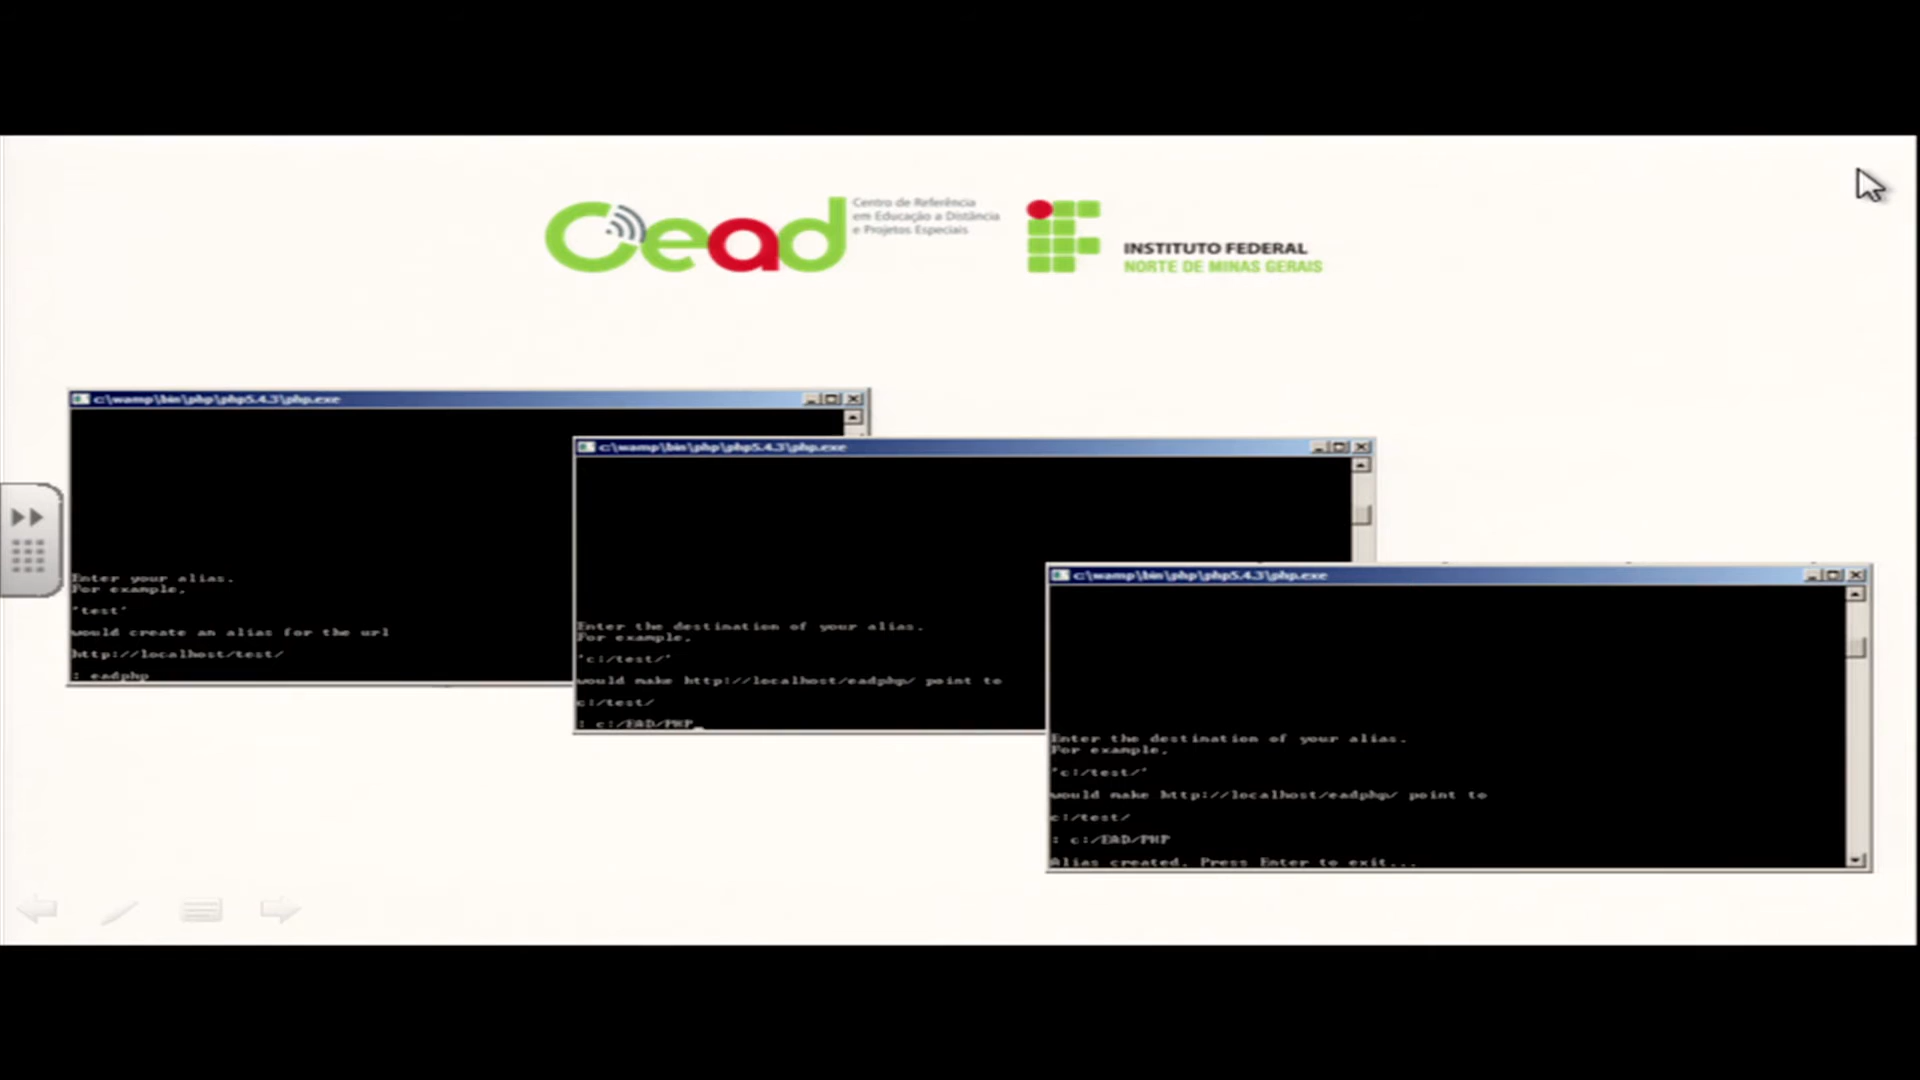 Cead
Centro de Referência
em Educação a Distância
e Projetos Especiais
INSTITUTO FEDERAL
NORTE DE MINAS GERAIS
c:\wamp\bin\php\php5.4.3\php.exe
Enter your alias.
For example,
'test'
would create an alias for the url
http://localhost/test/
: eadphp
c:\wamp\bin\php\php5.4.3\php.exe
Enter the destination of your alias.
For example,
'c:/test/'
would make http://localhost/eadphp/ point to
c:/test/
: c:/EAD/PHP_
c:\wamp\bin\php\php5.4.3\php.exe
Enter the destination of your alias.
For example,
'c:/test/'
would make http://localhost/eadphp/ point to
c:/test/
: c:/EAD/PHP
Alias created. Press Enter to exit...